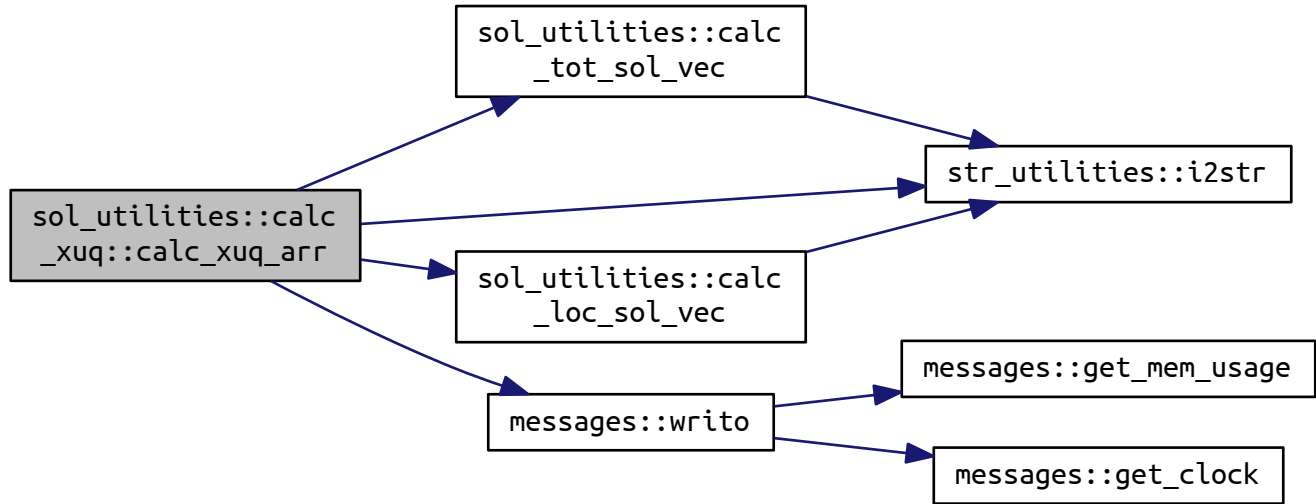 sol_utilities::calc
_tot_sol_vec
str_utilities::i2str
sol_utilities::calc
_xuq::calc_xuq_arr
sol_utilities::calc
_loc_sol_vec
messages::get_mem_usage
messages::writo
messages::get_clock